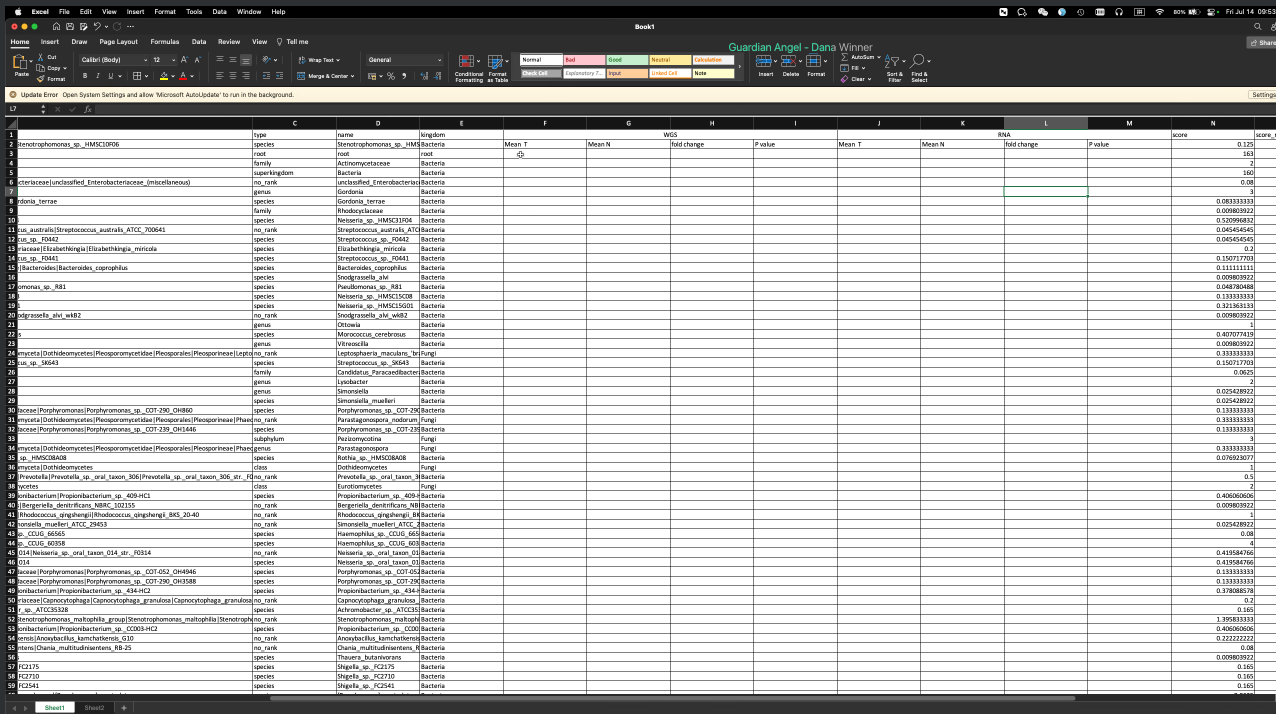 Excel File Edit View Insert Format Tools Data Window Help 80% Fri Jul 14 09:53
Book1
Home Insert Draw Page Layout Formulas Data Review View Tell me Share
Guardian Angel - Dana Winner
Paste Cut Copy Format Calibri (Body) 12 Wrap Text Merge & Center General Conditional Formatting Format as Table Normal Bad Good Neutral Calculation Check Cell Explanatory T... Input Linked Cell Note Insert Delete Format AutoSum Fill Clear Sort & Filter Find & Select
Update Error Open System Settings and allow 'Microsoft AutoUpdate' to run in the background. Settings
L7 fx
C D E F G H I J K L M N
1 type name kingdom WGS RNA score score_
2 Stenotrophomonas_sp._HMSC10F06 species Stenotrophomonas_sp._HMS Bacteria Mean T Mean N fold change P value Mean T Mean N fold change P value 0.125
3 root root root 163
4 family Actinomycetaceae Bacteria 2
5 superkingdom Bacteria Bacteria 160
6 cteriaceae|unclassified_Enterobacteriaceae_(miscellaneous) no_rank unclassified_Enterobacteriac Bacteria 0.08
7 genus Gordonia Bacteria 3
8 rdonia_terrae species Gordonia_terrae Bacteria 0.083333333
9 family Rhodocyclaceae Bacteria 0.009803922
10 species Neisseria_sp._HMSC31F04 Bacteria 0.520996832
11 cus_australis|Streptococcus_australis_ATCC_700641 no_rank Streptococcus_australis_ATC Bacteria 0.045454545
12 cus_sp._F0442 species Streptococcus_sp._F0442 Bacteria 0.045454545
13 riaceae|Elizabethkingia|Elizabethkingia_miricola species Elizabethkingia_miricola Bacteria 0.2
14 cus_sp._F0441 species Streptococcus_sp._F0441 Bacteria 0.150717703
15 |Bacteroides|Bacteroides_coprophilus species Bacteroides_coprophilus Bacteria 0.111111111
16 species Snodgrassella_alvi Bacteria 0.009803922
17 omonas_sp._R81 species Pseudomonas_sp._R81 Bacteria 0.048780488
18 species Neisseria_sp._HMSC15C08 Bacteria 0.133333333
19 species Neisseria_sp._HMSC15G01 Bacteria 0.321363133
20 odgrassella_alvi_wkB2 no_rank Snodgrassella_alvi_wkB2 Bacteria 0.009803922
21 genus Ottowia Bacteria 1
22 s species Morococcus_cerebrosus Bacteria 0.407077419
23 genus Vitreoscilla Bacteria 0.009803922
24 myceta|Dothideomycetes|Pleosporomycetidae|Pleosporales|Pleosporineae|Lepto no_rank Leptosphaeria_maculans_'br Fungi 0.333333333
25 cus_sp._SK643 species Streptococcus_sp._SK643 Bacteria 0.150717703
26 family Candidatus_Paracaedibacter Bacteria 0.0625
27 genus Lysobacter Bacteria 2
28 genus Simonsiella Bacteria 0.025428922
29 species Simonsiella_muelleri Bacteria 0.025428922
30 laceae|Porphyromonas|Porphyromonas_sp._COT-290_OH860 species Porphyromonas_sp._COT-290 Bacteria 0.133333333
31 myceta|Dothideomycetes|Pleosporomycetidae|Pleosporales|Pleosporineae|Phaeo no_rank Parastagonospora_nodorum_ Fungi 0.333333333
32 laceae|Porphyromonas|Porphyromonas_sp._COT-239_OH1446 species Porphyromonas_sp._COT-239 Bacteria 0.133333333
33 subphylum Pezizomycotina Fungi 3
34 myceta|Dothideomycetes|Pleosporomycetidae|Pleosporales|Pleosporineae|Phaeo genus Parastagonospora Fungi 0.333333333
35 _sp._HMSC08A08 species Rothia_sp._HMSC08A08 Bacteria 0.076923077
36 myceta|Dothideomycetes class Dothideomycetes Fungi 1
37 Prevotella|Prevotella_sp._oral_taxon_306|Prevotella_sp._oral_taxon_306_str._F0 no_rank Prevotella_sp._oral_taxon_3 Bacteria 0.5
38 mycetes class Eurotiomycetes Fungi 2
39 onibacterium|Propionibacterium_sp._409-HC1 species Propionibacterium_sp._409-H Bacteria 0.406060606
40 |Bergeriella_denitrificans_NBRC_102155 no_rank Bergeriella_denitrificans_NB Bacteria 0.009803922
41 |Rhodococcus_qingshengii|Rhodococcus_qingshengii_BKS_20-40 no_rank Rhodococcus_qingshengii_BK Bacteria 1
42 nonsiella_muelleri_ATCC_29453 no_rank Simonsiella_muelleri_ATCC_2 Bacteria 0.025428922
43 sp._CCUG_66565 species Haemophilus_sp._CCUG_665 Bacteria 0.08
44 sp._CCUG_60358 species Haemophilus_sp._CCUG_603 Bacteria 4
45 014|Neisseria_sp._oral_taxon_014_str._F0314 no_rank Neisseria_sp._oral_taxon_01 Bacteria 0.419584766
46 014 species Neisseria_sp._oral_taxon_01 Bacteria 0.419584766
47 laceae|Porphyromonas|Porphyromonas_sp._COT-052_OH4946 species Porphyromonas_sp._COT-052 Bacteria 0.133333333
48 laceae|Porphyromonas|Porphyromonas_sp._COT-290_OH3588 species Porphyromonas_sp._COT-290 Bacteria 0.133333333
49 onibacterium|Propionibacterium_sp._434-HC2 species Propionibacterium_sp._434-H Bacteria 0.378088578
50 riaceae|Capnocytophaga|Capnocytophaga_granulosa|Capnocytophaga_granulosa no_rank Capnocytophaga_granulosa_ Bacteria 0.2
51 r_sp._ATCC35328 species Achromobacter_sp._ATCC35 Bacteria 0.165
52 Stenotrophomonas_maltophilia_group|Stenotrophomonas_maltophilia|Stenotroph no_rank Stenotrophomonas_maltoph Bacteria 1.395833333
53 onibacterium|Propionibacterium_sp._CC003-HC2 species Propionibacterium_sp._CC00 Bacteria 0.406060606
54 kensis|Anoxybacillus_kamchatkensis_G10 no_rank Anoxybacillus_kamchatkensis Bacteria 0.222222222
55 ntens|Chania_multitudinisentens_RB-25 no_rank Chania_multitudinisentens_R Bacteria 0.08
56 species Thauera_butanivorans Bacteria 0.009803922
57 _FC2175 species Shigella_sp._FC2175 Bacteria 0.165
58 _FC2710 species Shigella_sp._FC2710 Bacteria 0.165
59 _FC2541 species Shigella_sp._FC2541 Bacteria 0.165
Sheet1 Sheet2 +